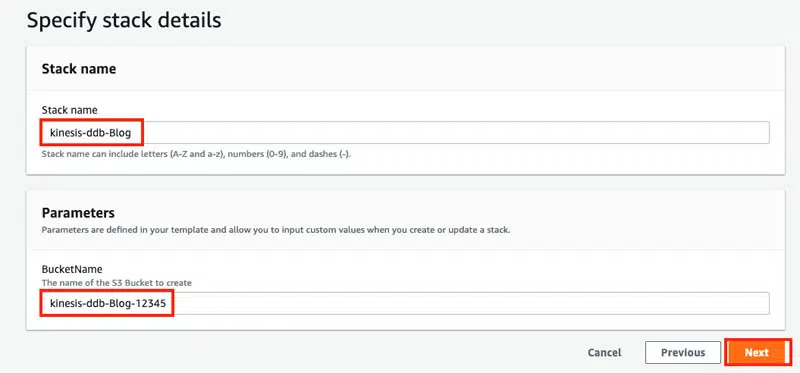 Specify stack details
Stack name
Stack name
kinesis-ddb-Blog
Stack name can include letters (A-Z and a-z), numbers (0-9), and dashes (-).
Parameters
Parameters are defined in your template and allow you to input custom values when you create or update a stack.
BucketName
The name of the S3 Bucket to create
kinesis-ddb-Blog-12345
Cancel Previous Next